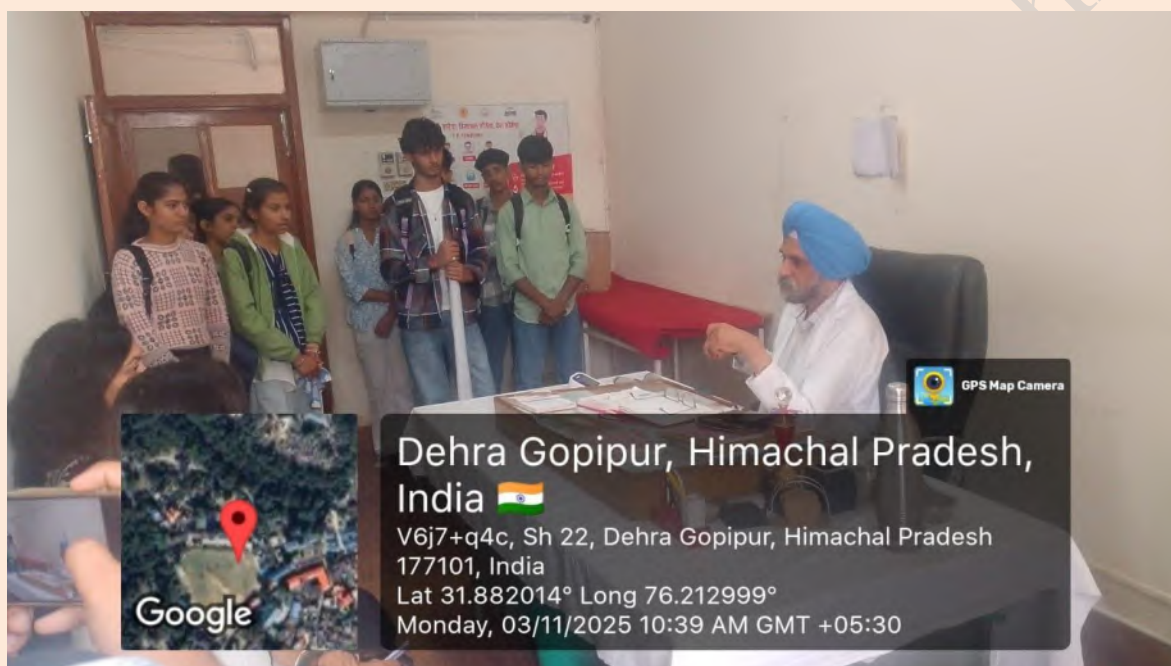 GPS Map Camera
Dehra Gopipur, Himachal Pradesh,
India
V6j7+q4c, Sh 22, Dehra Gopipur, Himachal Pradesh
177101, India
Lat 31.882014° Long 76.212999°
Monday, 03/11/2025 10:39 AM GMT +05:30
Google